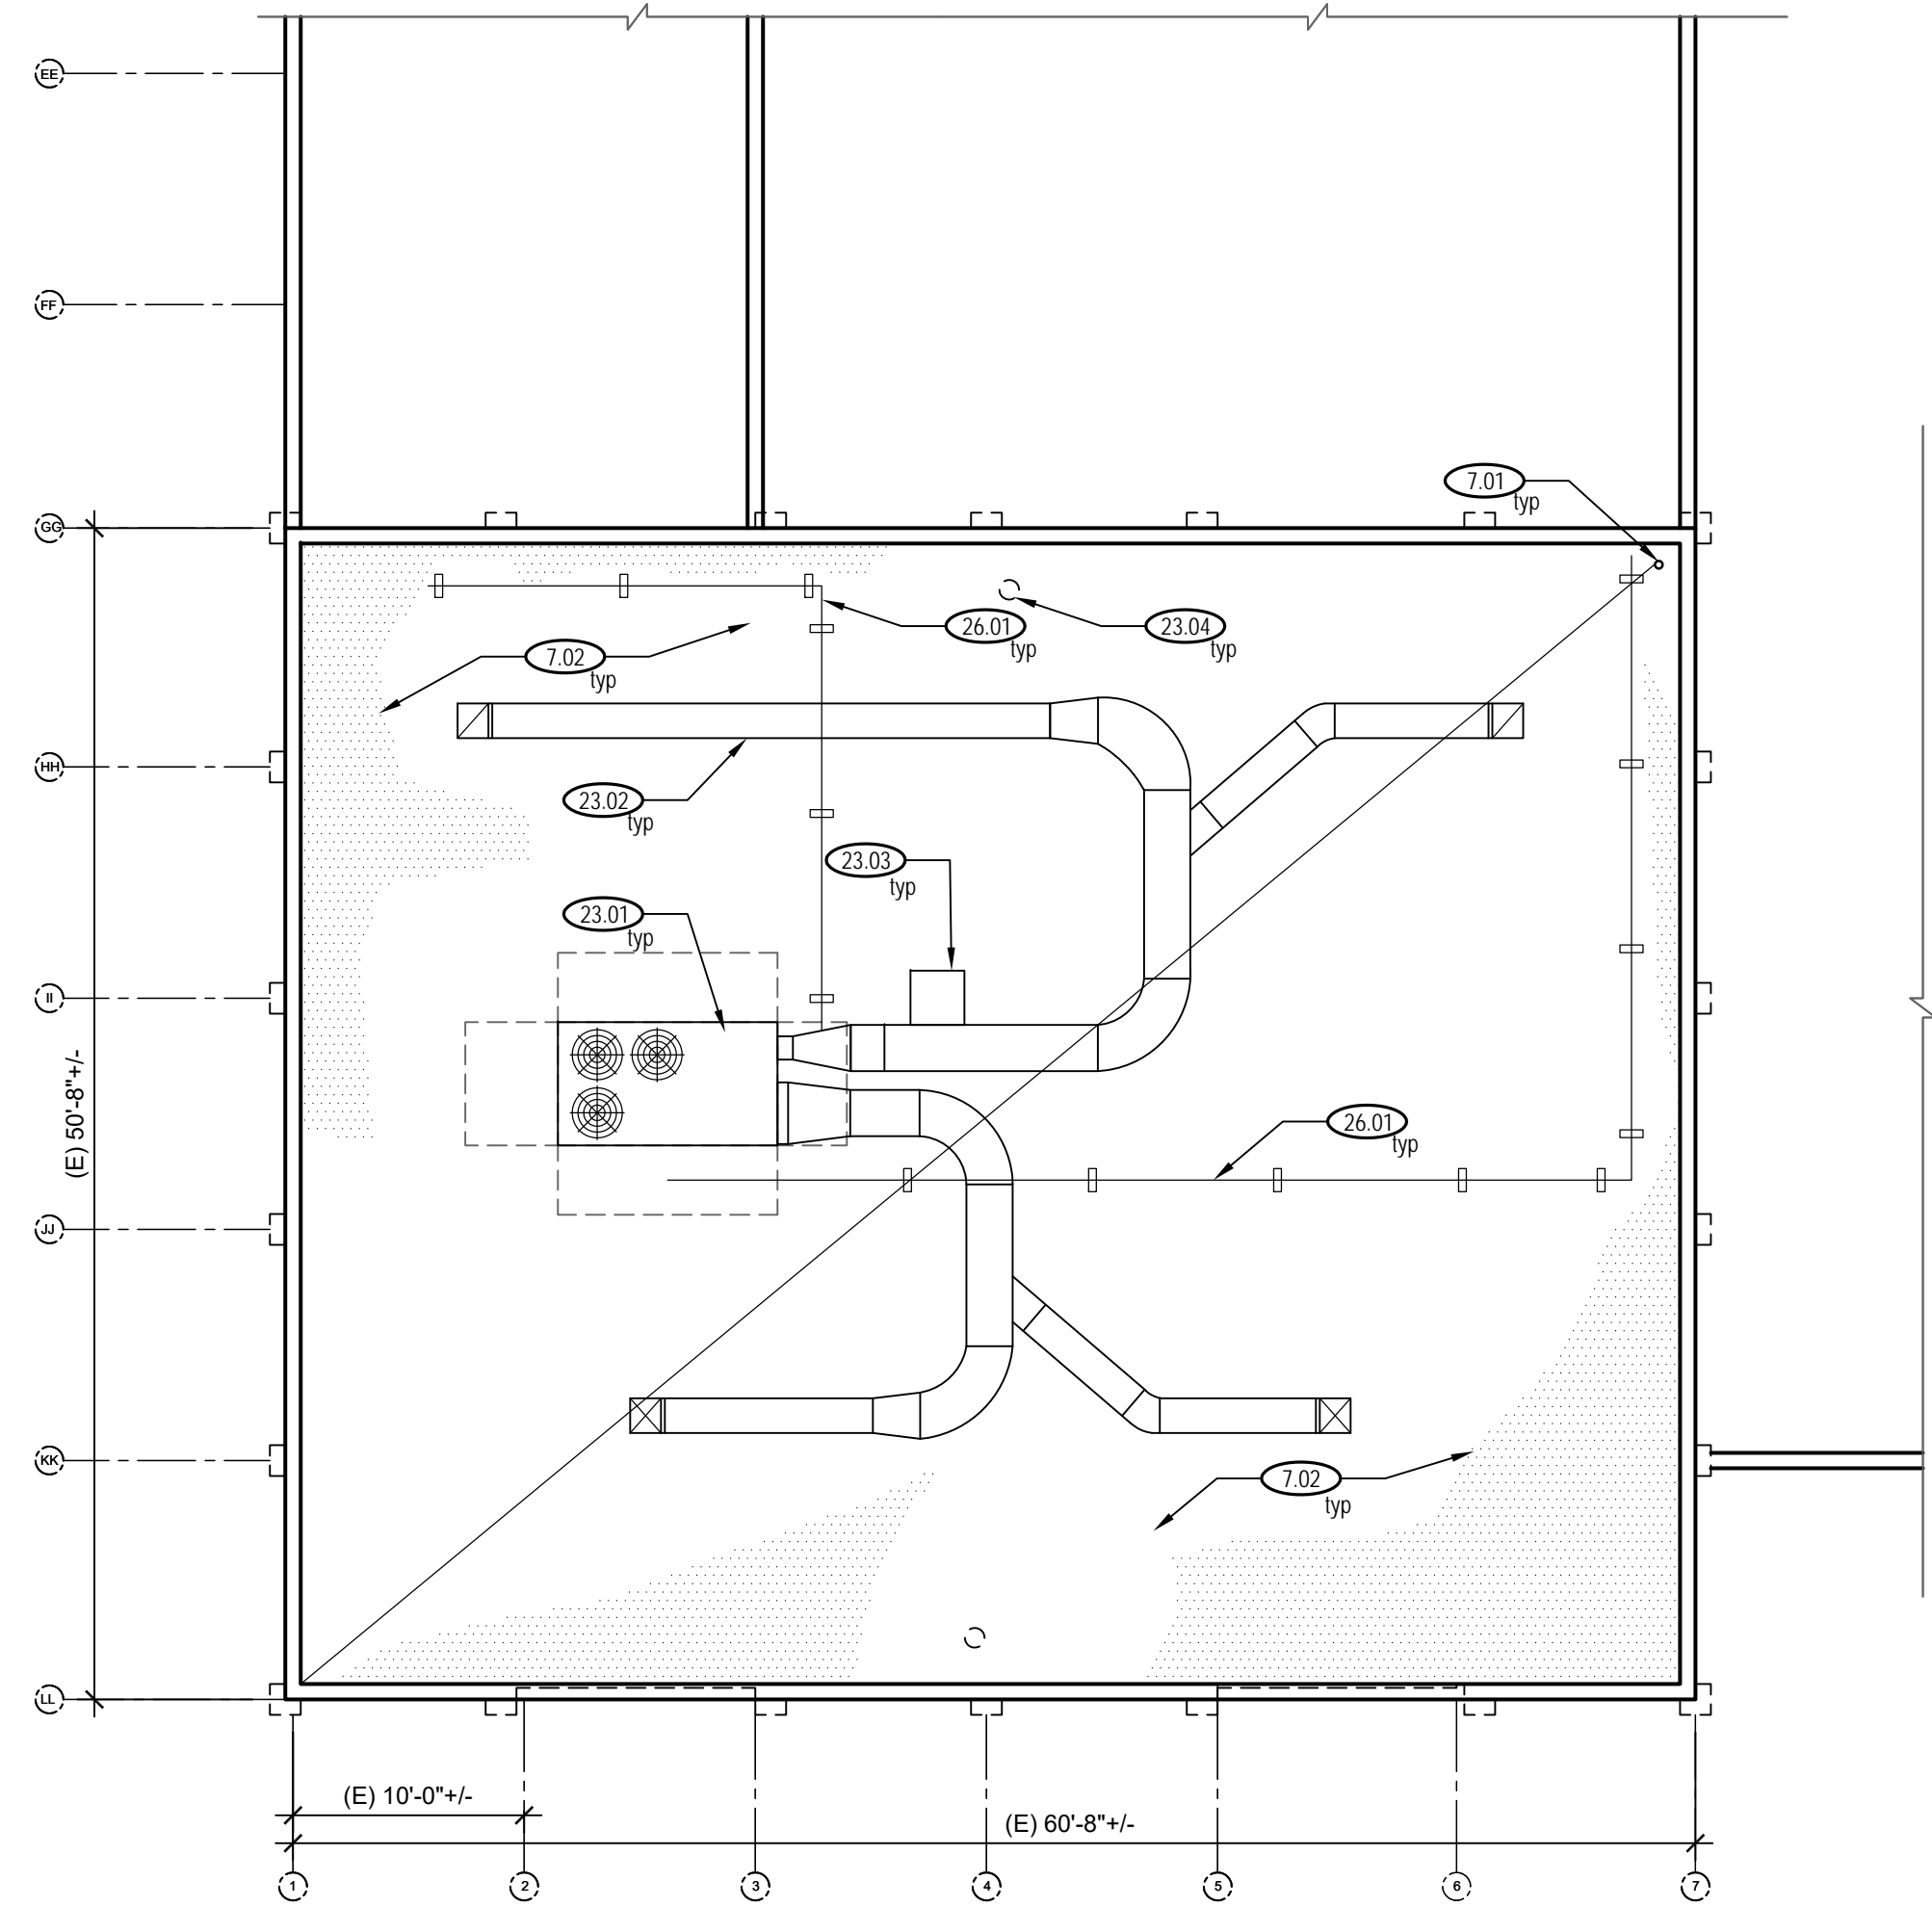 EE
FF
7.01
typ
GG
26.01
typ
23.04
typ
7.02
typ
HH
23.02
typ
23.03
typ
23.01
typ
II
(E) 50'-8"+/-
26.01
typ
JJ
KK
7.02
typ
LL
(E) 10'-0"+/-
(E) 60'-8"+/-
1
2
3
4
5
6
7